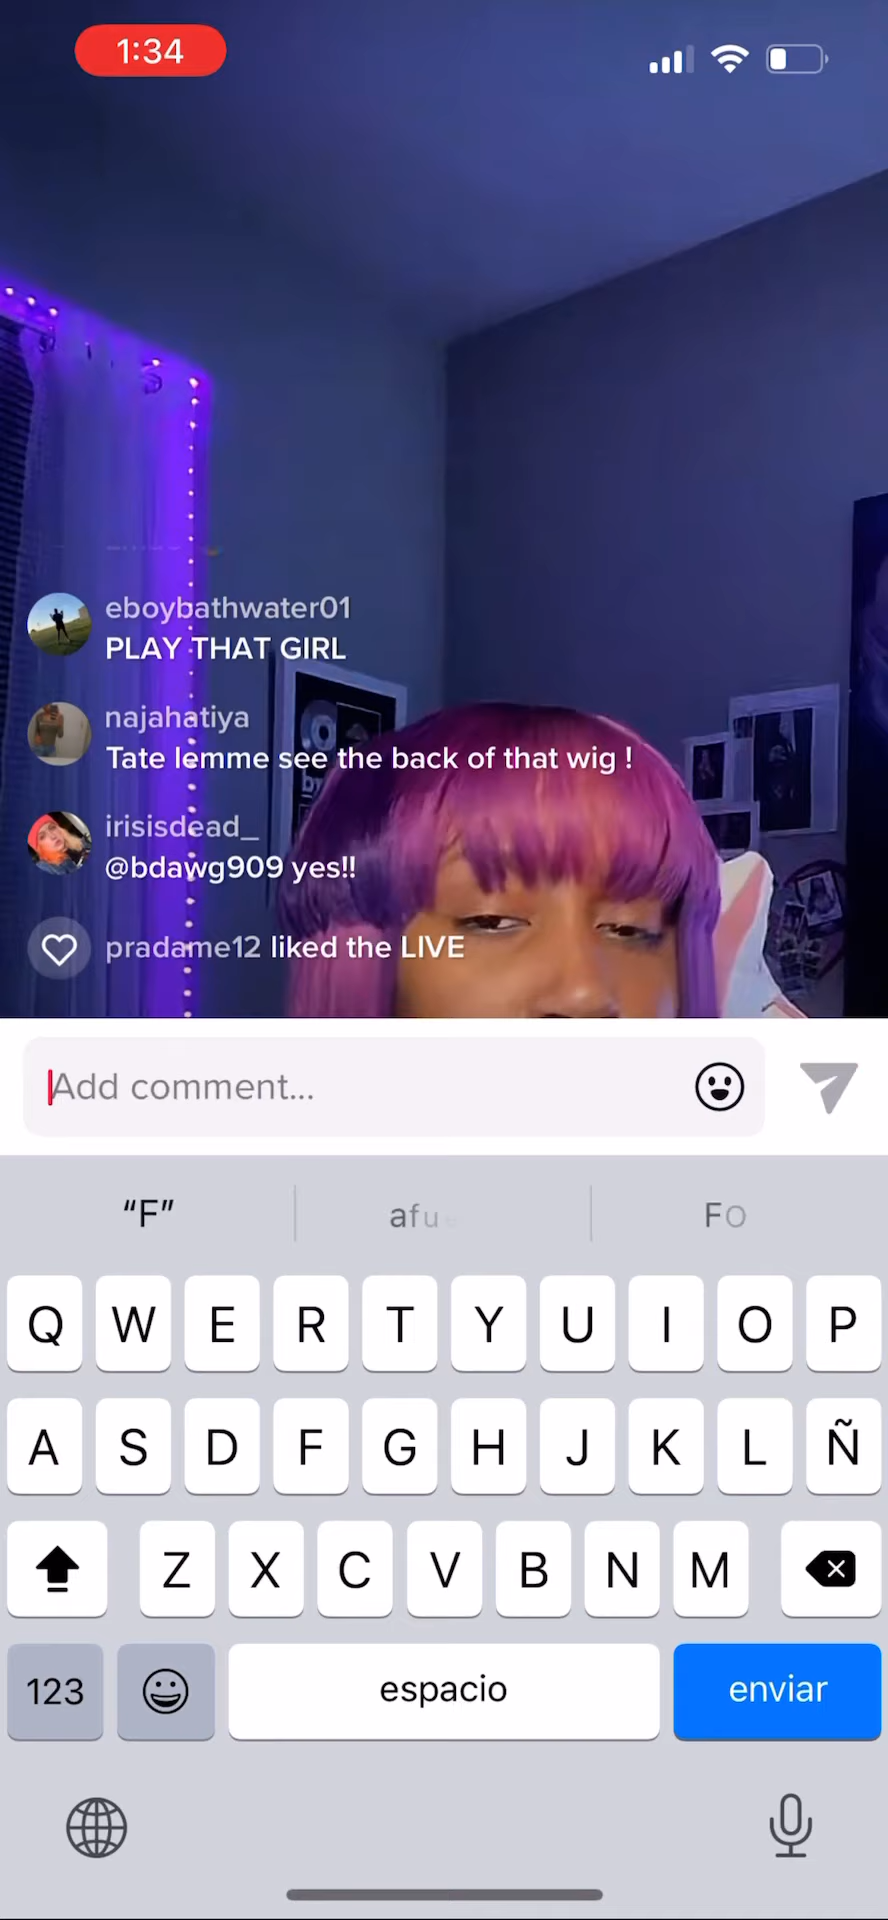 1:34
eboybathwater01
PLAY THAT GIRL
najahatiya
Tate lemme see the back of that wig !
irisisdead_
@bdawg909 yes!!
pradame12 liked the LIVE
Add comment...
“F” afu Fo
Q W E R T Y U I O P
A S D F G H J K L Ñ
Z X C V B N M
123 espacio enviar